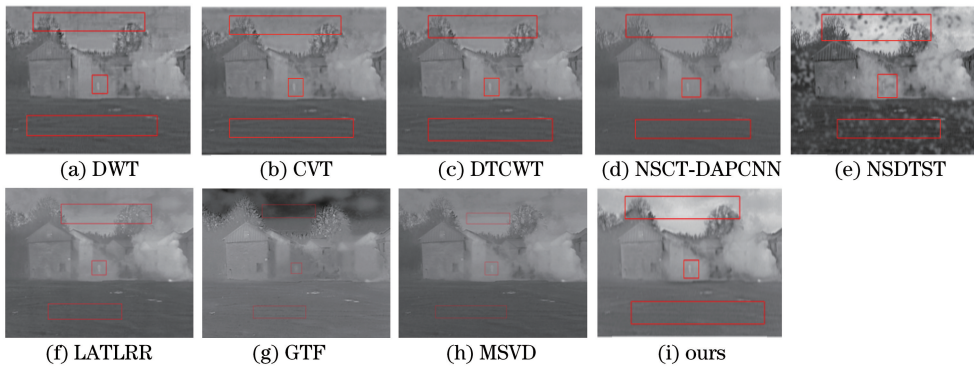 (a) DWT
(b) CVT
(c) DTCWT
(d) NSCT-DAPCNN
(e) NSDTST
(f) LATLRR
(g) GTF
(h) MSVD
(i) ours